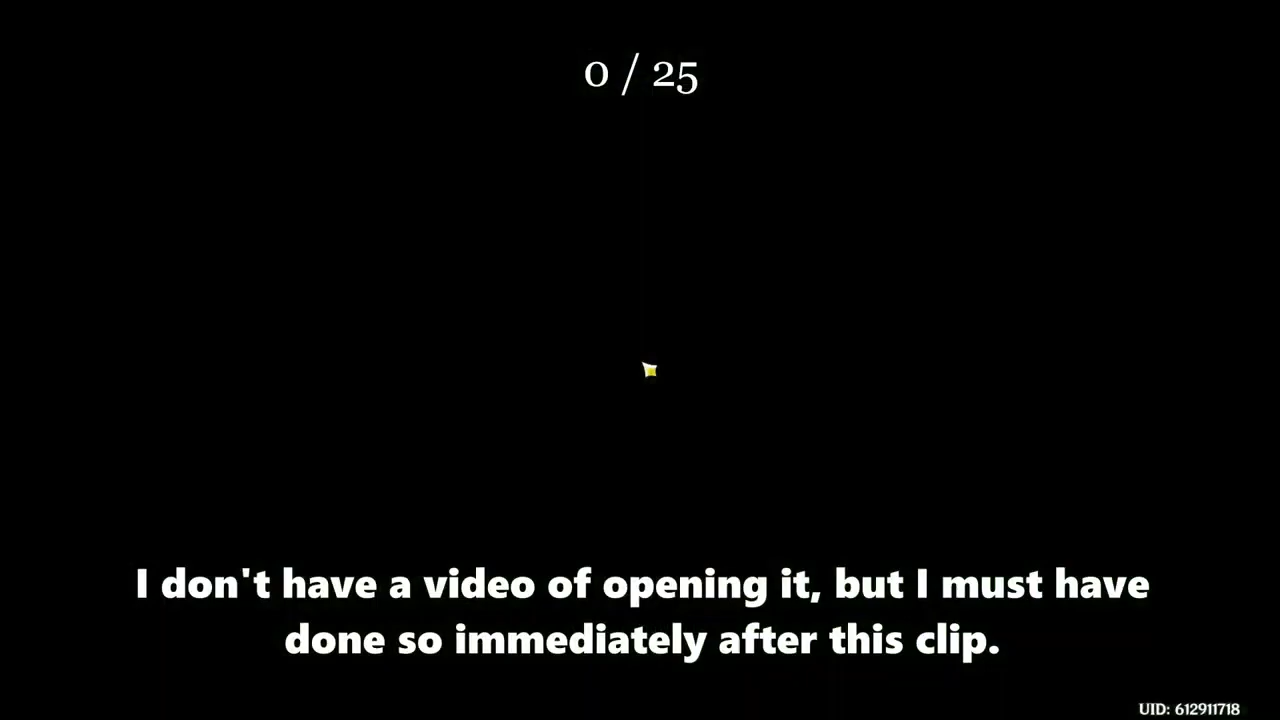 0 / 25
I don't have a video of opening it, but I must have
done so immediately after this clip.
UID: 612911718